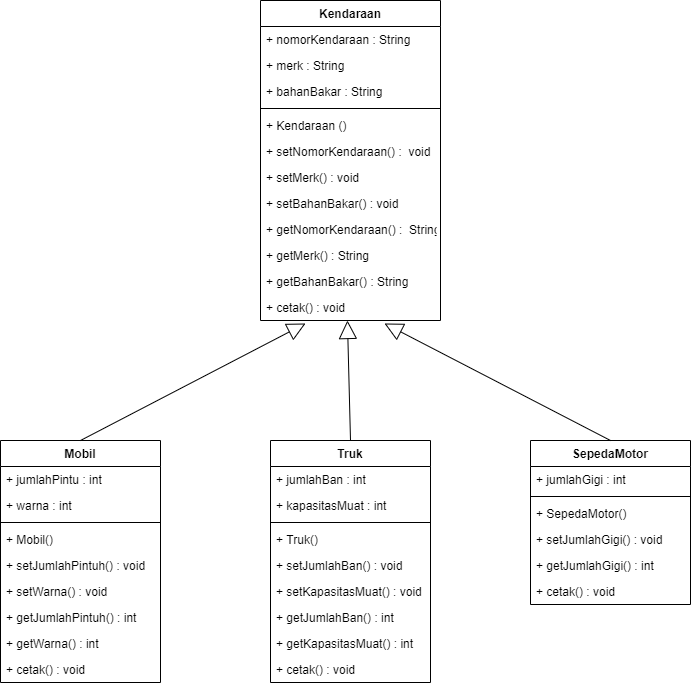 Kendaraan
+ nomorKendaraan : String
+ merk : String
+ bahanBakar : String
+ Kendaraan ()
+ setNomorKendaraan() :  void
+ setMerk() : void
+ setBahanBakar() : void
+ getNomorKendaraan() :  String
+ getMerk() : String
+ getBahanBakar() : String
+ cetak() : void
Mobil
+ jumlahPintu : int
+ warna : int
+ Mobil()
+ setJumlahPintuh() : void
+ setWarna() : void
+ getJumlahPintuh() : int
+ getWarna() : int
+ cetak() : void
Truk
+ jumlahBan : int
+ kapasitasMuat : int
+ Truk()
+ setJumlahBan() : void
+ setKapasitasMuat() : void
+ getJumlahBan() : int
+ getKapasitasMuat() : int
+ cetak() : void
SepedaMotor
+ jumlahGigi : int
+ SepedaMotor()
+ setJumlahGigi() : void
+ getJumlahGigi() : int
+ cetak() : void